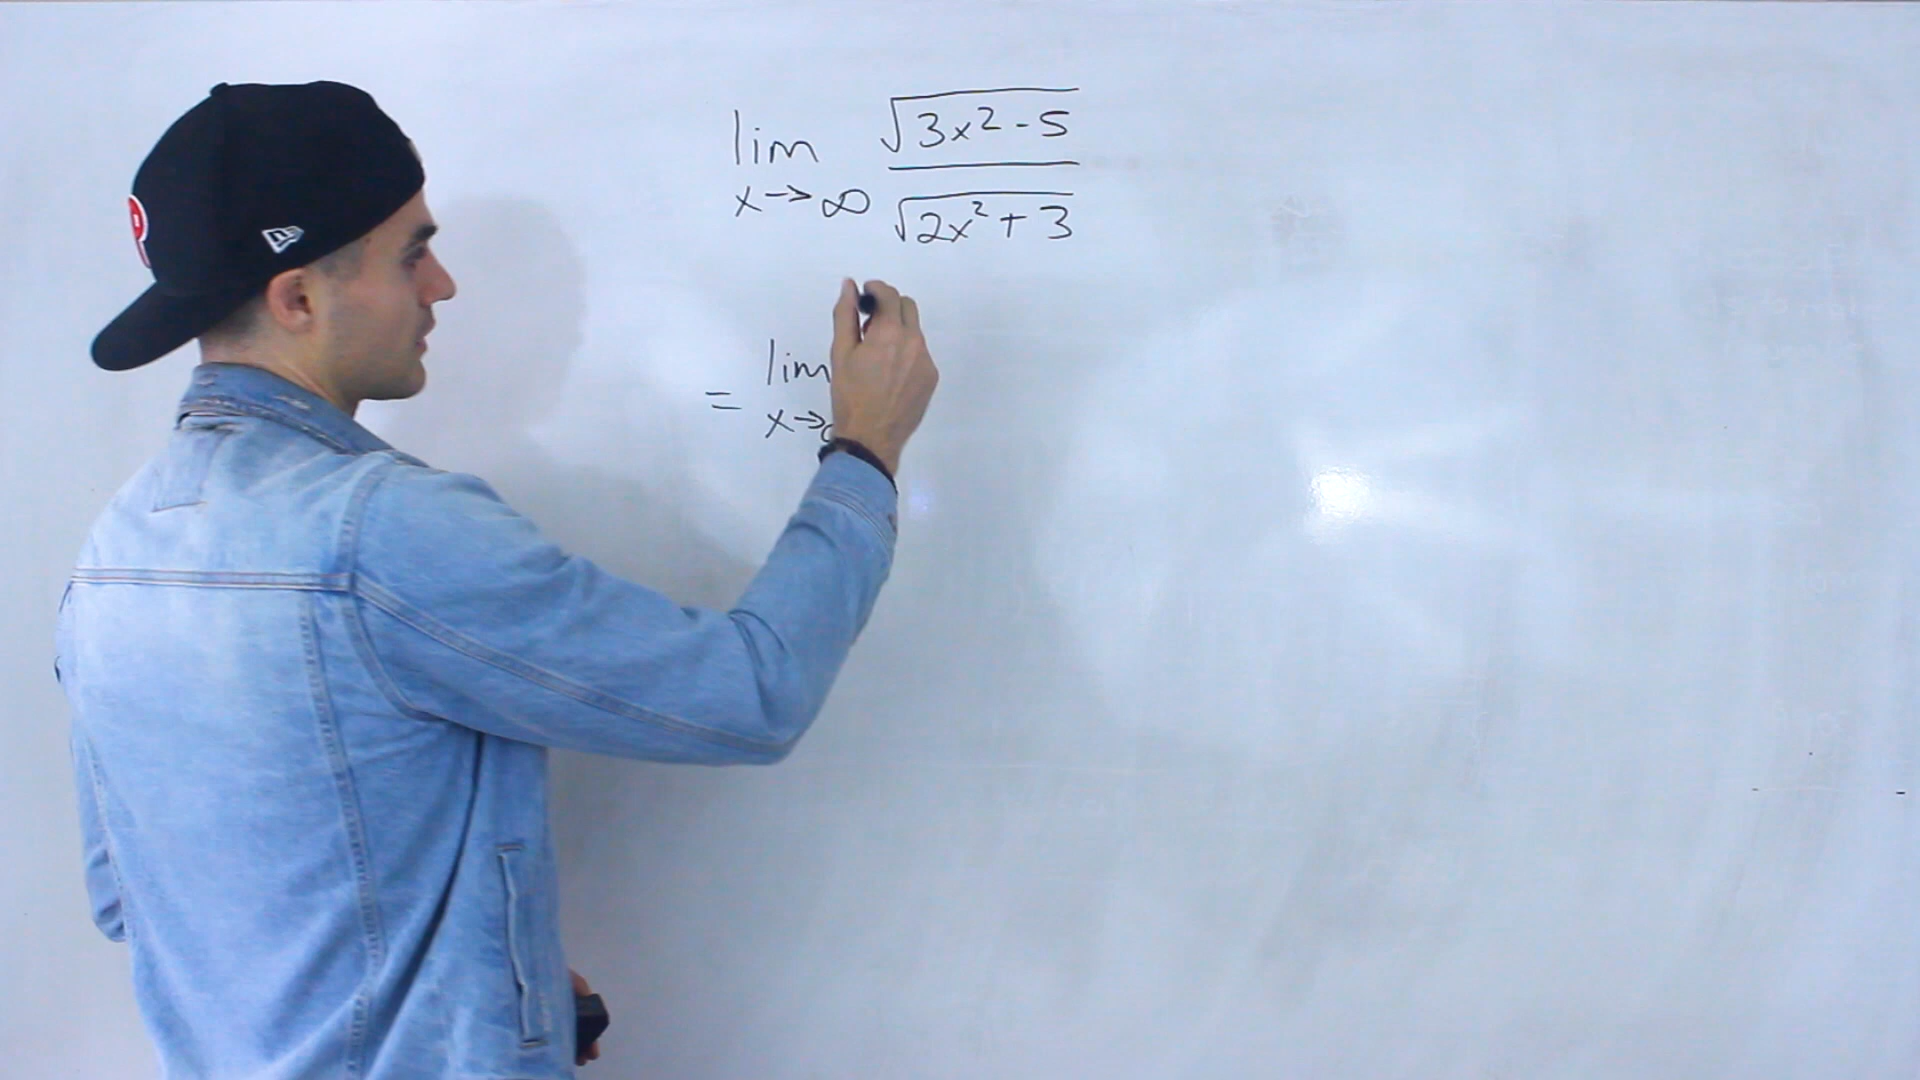 lim √(3x² - 5)
x→∞ √(2x² + 3)
= lim
x→